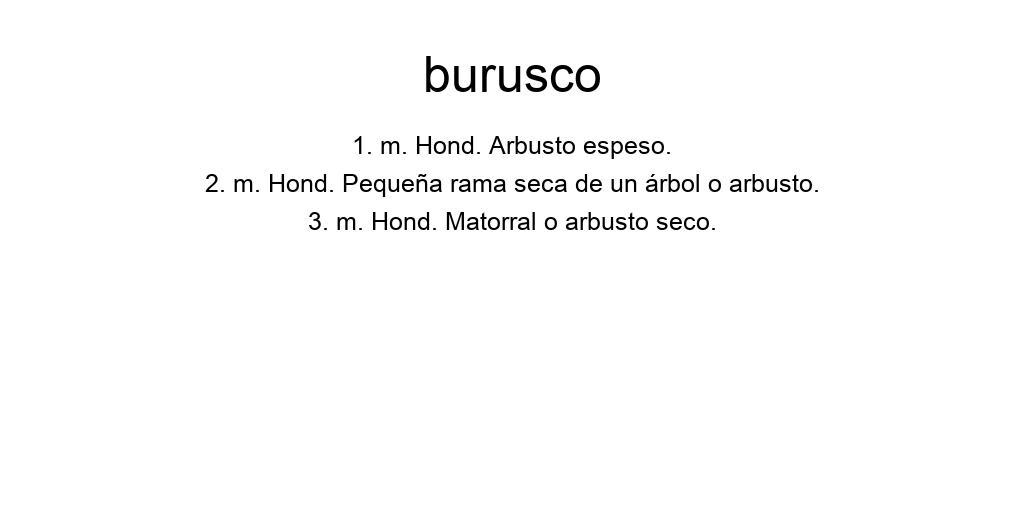 burusco
1. m. Hond. Arbusto espeso.
2. m. Hond. Pequeña rama seca de un árbol o arbusto.
3. m. Hond. Matorral o arbusto seco.